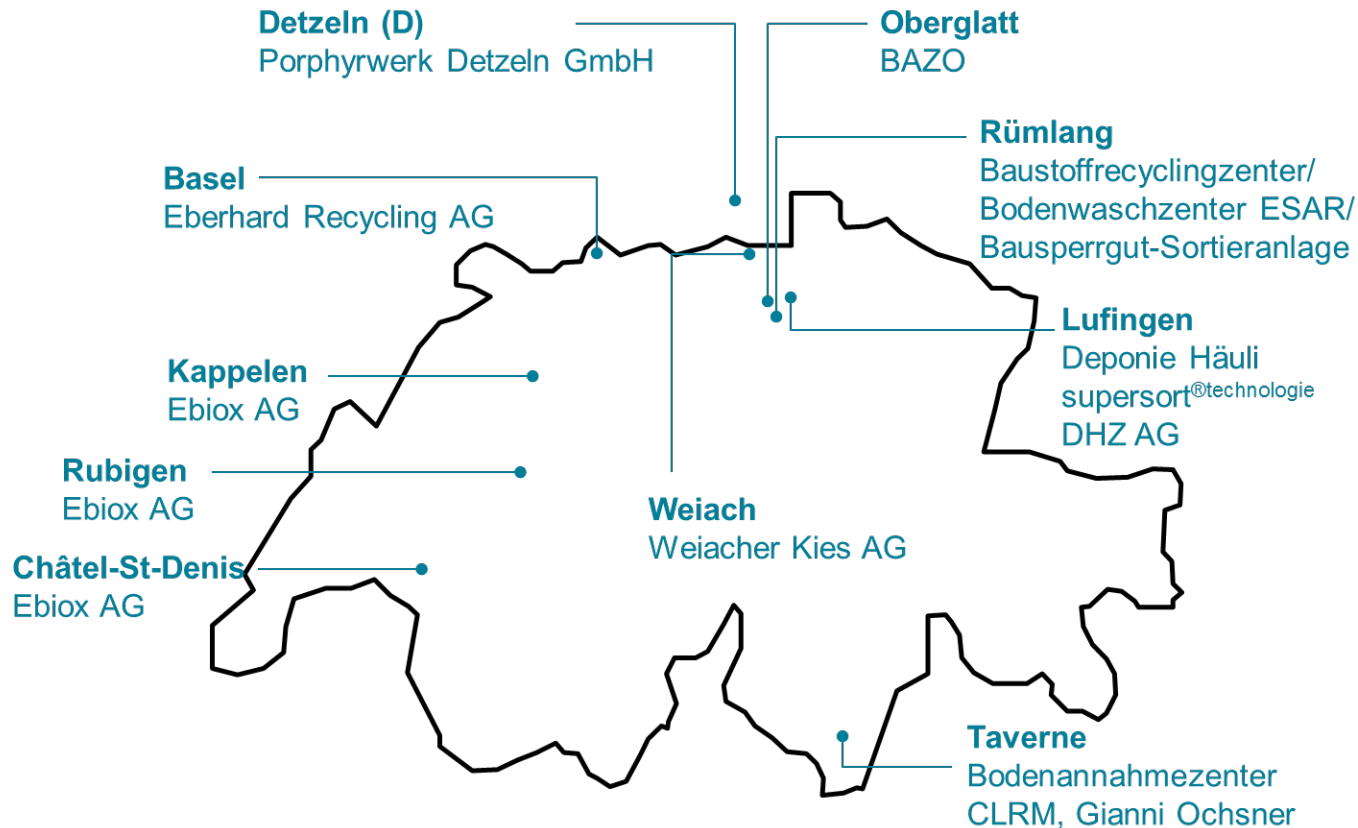 Detzeln (D)
Porphyrwerk Detzeln GmbH
Oberglatt
BAZO
Rümlang
Baustoffrecyclingzenter/
Bodenwaschzenter ESAR/
Bausperrgut-Sortieranlage
Basel
Eberhard Recycling AG
Lufingen
Deponie Häuli
supersort®technologie
DHZ AG
Kappelen
Ebiox AG
Rubigen
Ebiox AG
Weiach
Weiacher Kies AG
Châtel-St-Denis
Ebiox AG
Taverne
Bodenannahmezenter
CLRM, Gianni Ochsner